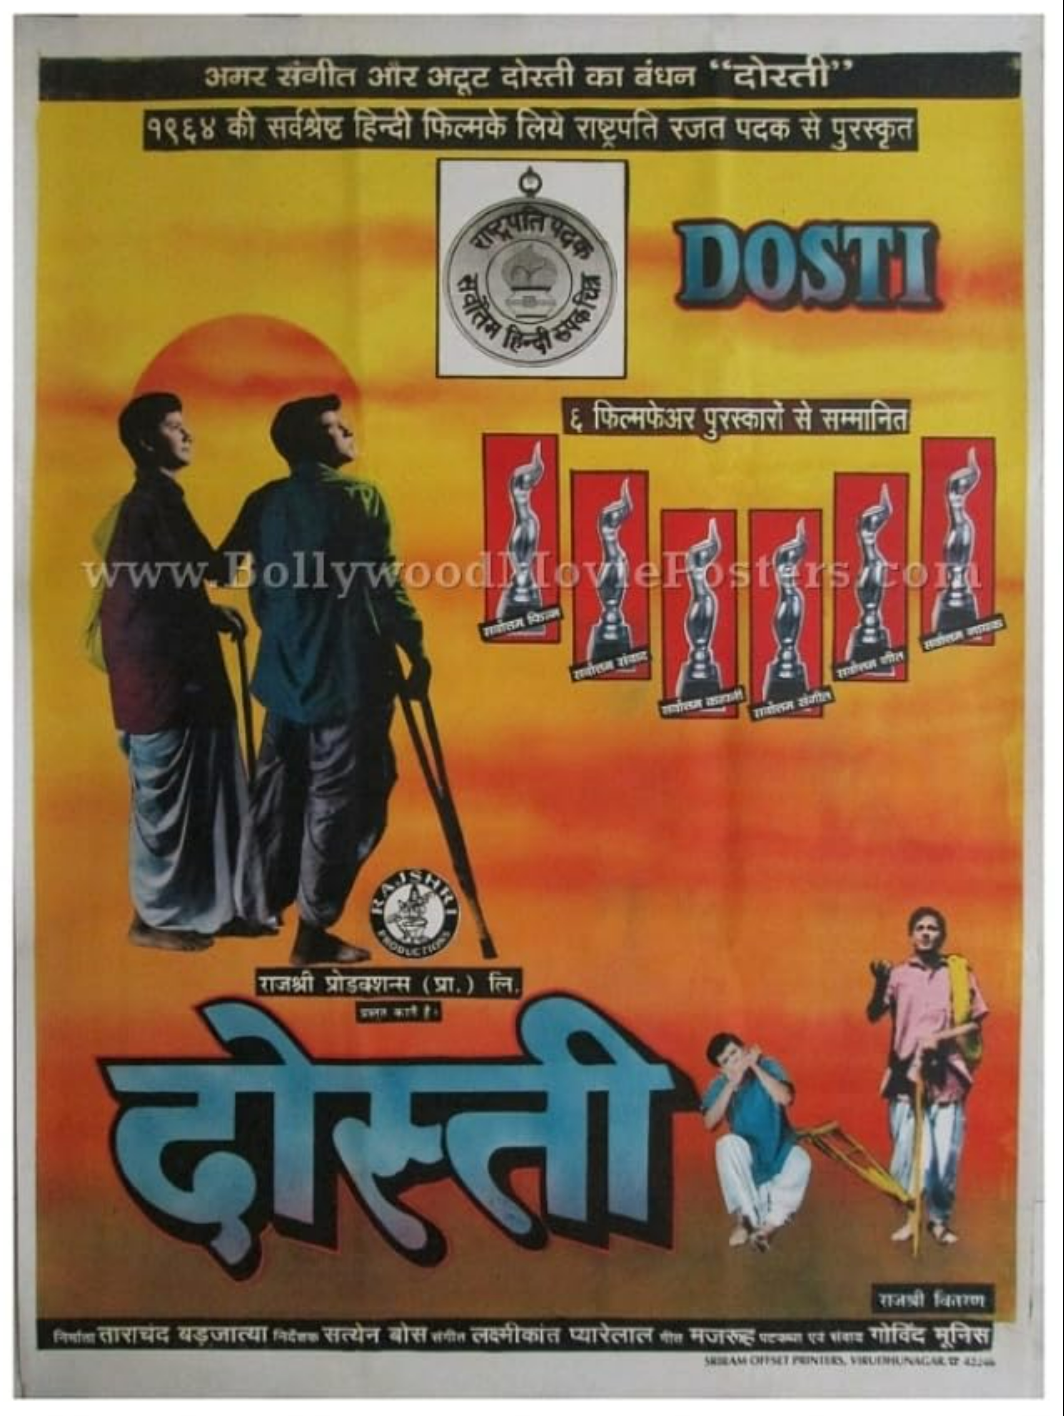 अमर संगीत और अटूट दोस्ती का बंधन “दोस्ती”
१९६४ की सर्वश्रेष्ट हिन्दी फिल्मके लिये राष्ट्रपति रजत पदक से पुरस्कृत
राष्ट्रपति पदक
सर्वोतम हिन्दी रुपक चित्र
DOSTI
६ फिल्मफेअर पुरस्कारों से सम्मानित
www.BollywoodMoviePosters.com
सर्वोतम फिल्म
सर्वोतम संवाद
सर्वोतम कहानी
सर्वोतम संगीत
सर्वोतम गीत
सर्वोतम गायक
RAJSHRI
PRODUCTIONS
राजश्री प्रोडक्शन्स (प्रा.) लि.
प्रस्तुत करते है।
दोस्ती
राजश्री वितरण
निर्माता ताराचंद बड़जात्या निर्देशक सत्येन बोस संगीत लक्ष्मीकांत प्यारेलाल गीत मजरुह पटकथा एवं संवाद गोविंद मूनिस
SRIRAM OFFSET PRINTERS, VIRUDHUNAGAR. ☎ 42246